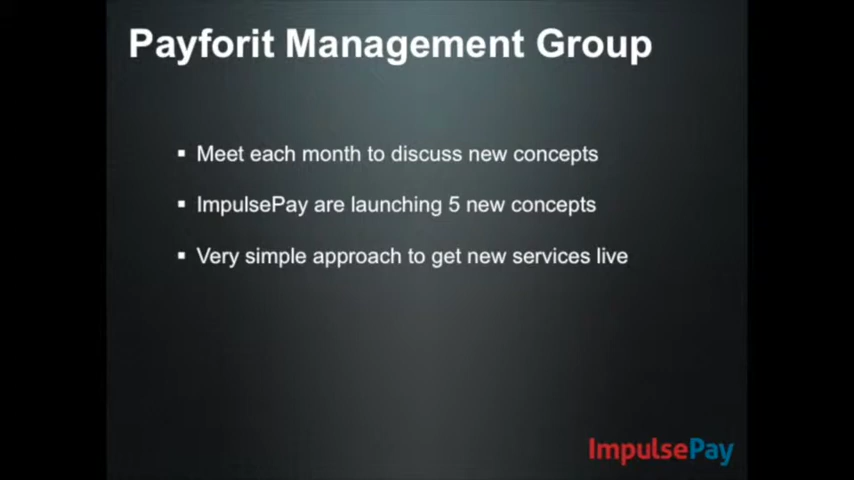 Payforit Management Group
▪ Meet each month to discuss new concepts
▪ ImpulsePay are launching 5 new concepts
▪ Very simple approach to get new services live
ImpulsePay